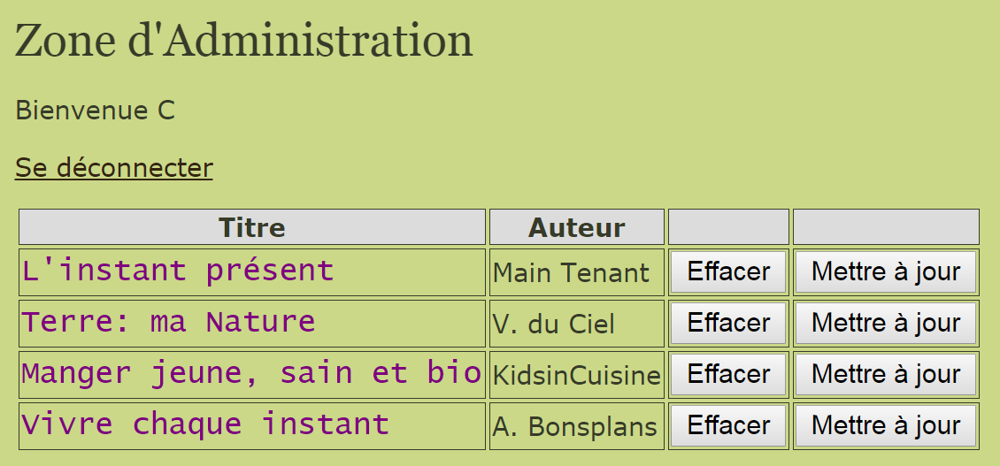 Zone d'Administration
Bienvenue C
Se déconnecter
Titre Auteur
L'instant présent Main Tenant Effacer Mettre à jour
Terre: ma Nature V. du Ciel Effacer Mettre à jour
Manger jeune, sain et bio KidsinCuisine Effacer Mettre à jour
Vivre chaque instant A. Bonsplans Effacer Mettre à jour